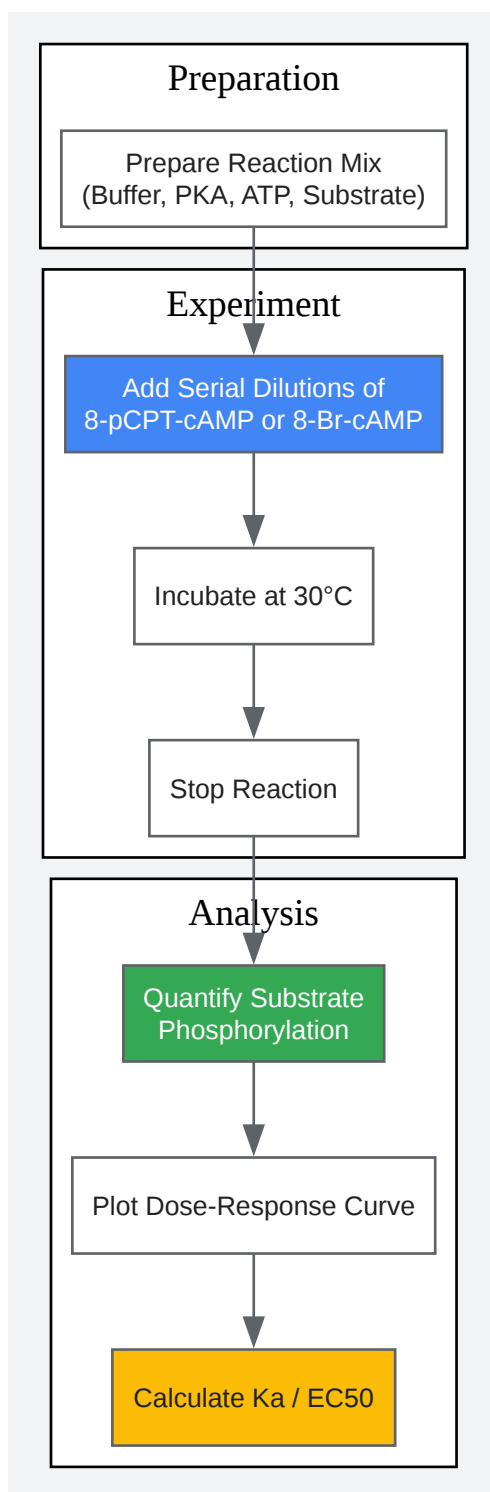 Preparation
Prepare Reaction Mix
(Buffer, PKA, ATP, Substrate)
Experiment
Add Serial Dilutions of
8-pCPT-cAMP or 8-Br-cAMP
Incubate at 30°C
Stop Reaction
Analysis
Quantify Substrate
Phosphorylation
Plot Dose-Response Curve
Calculate Ka / EC50